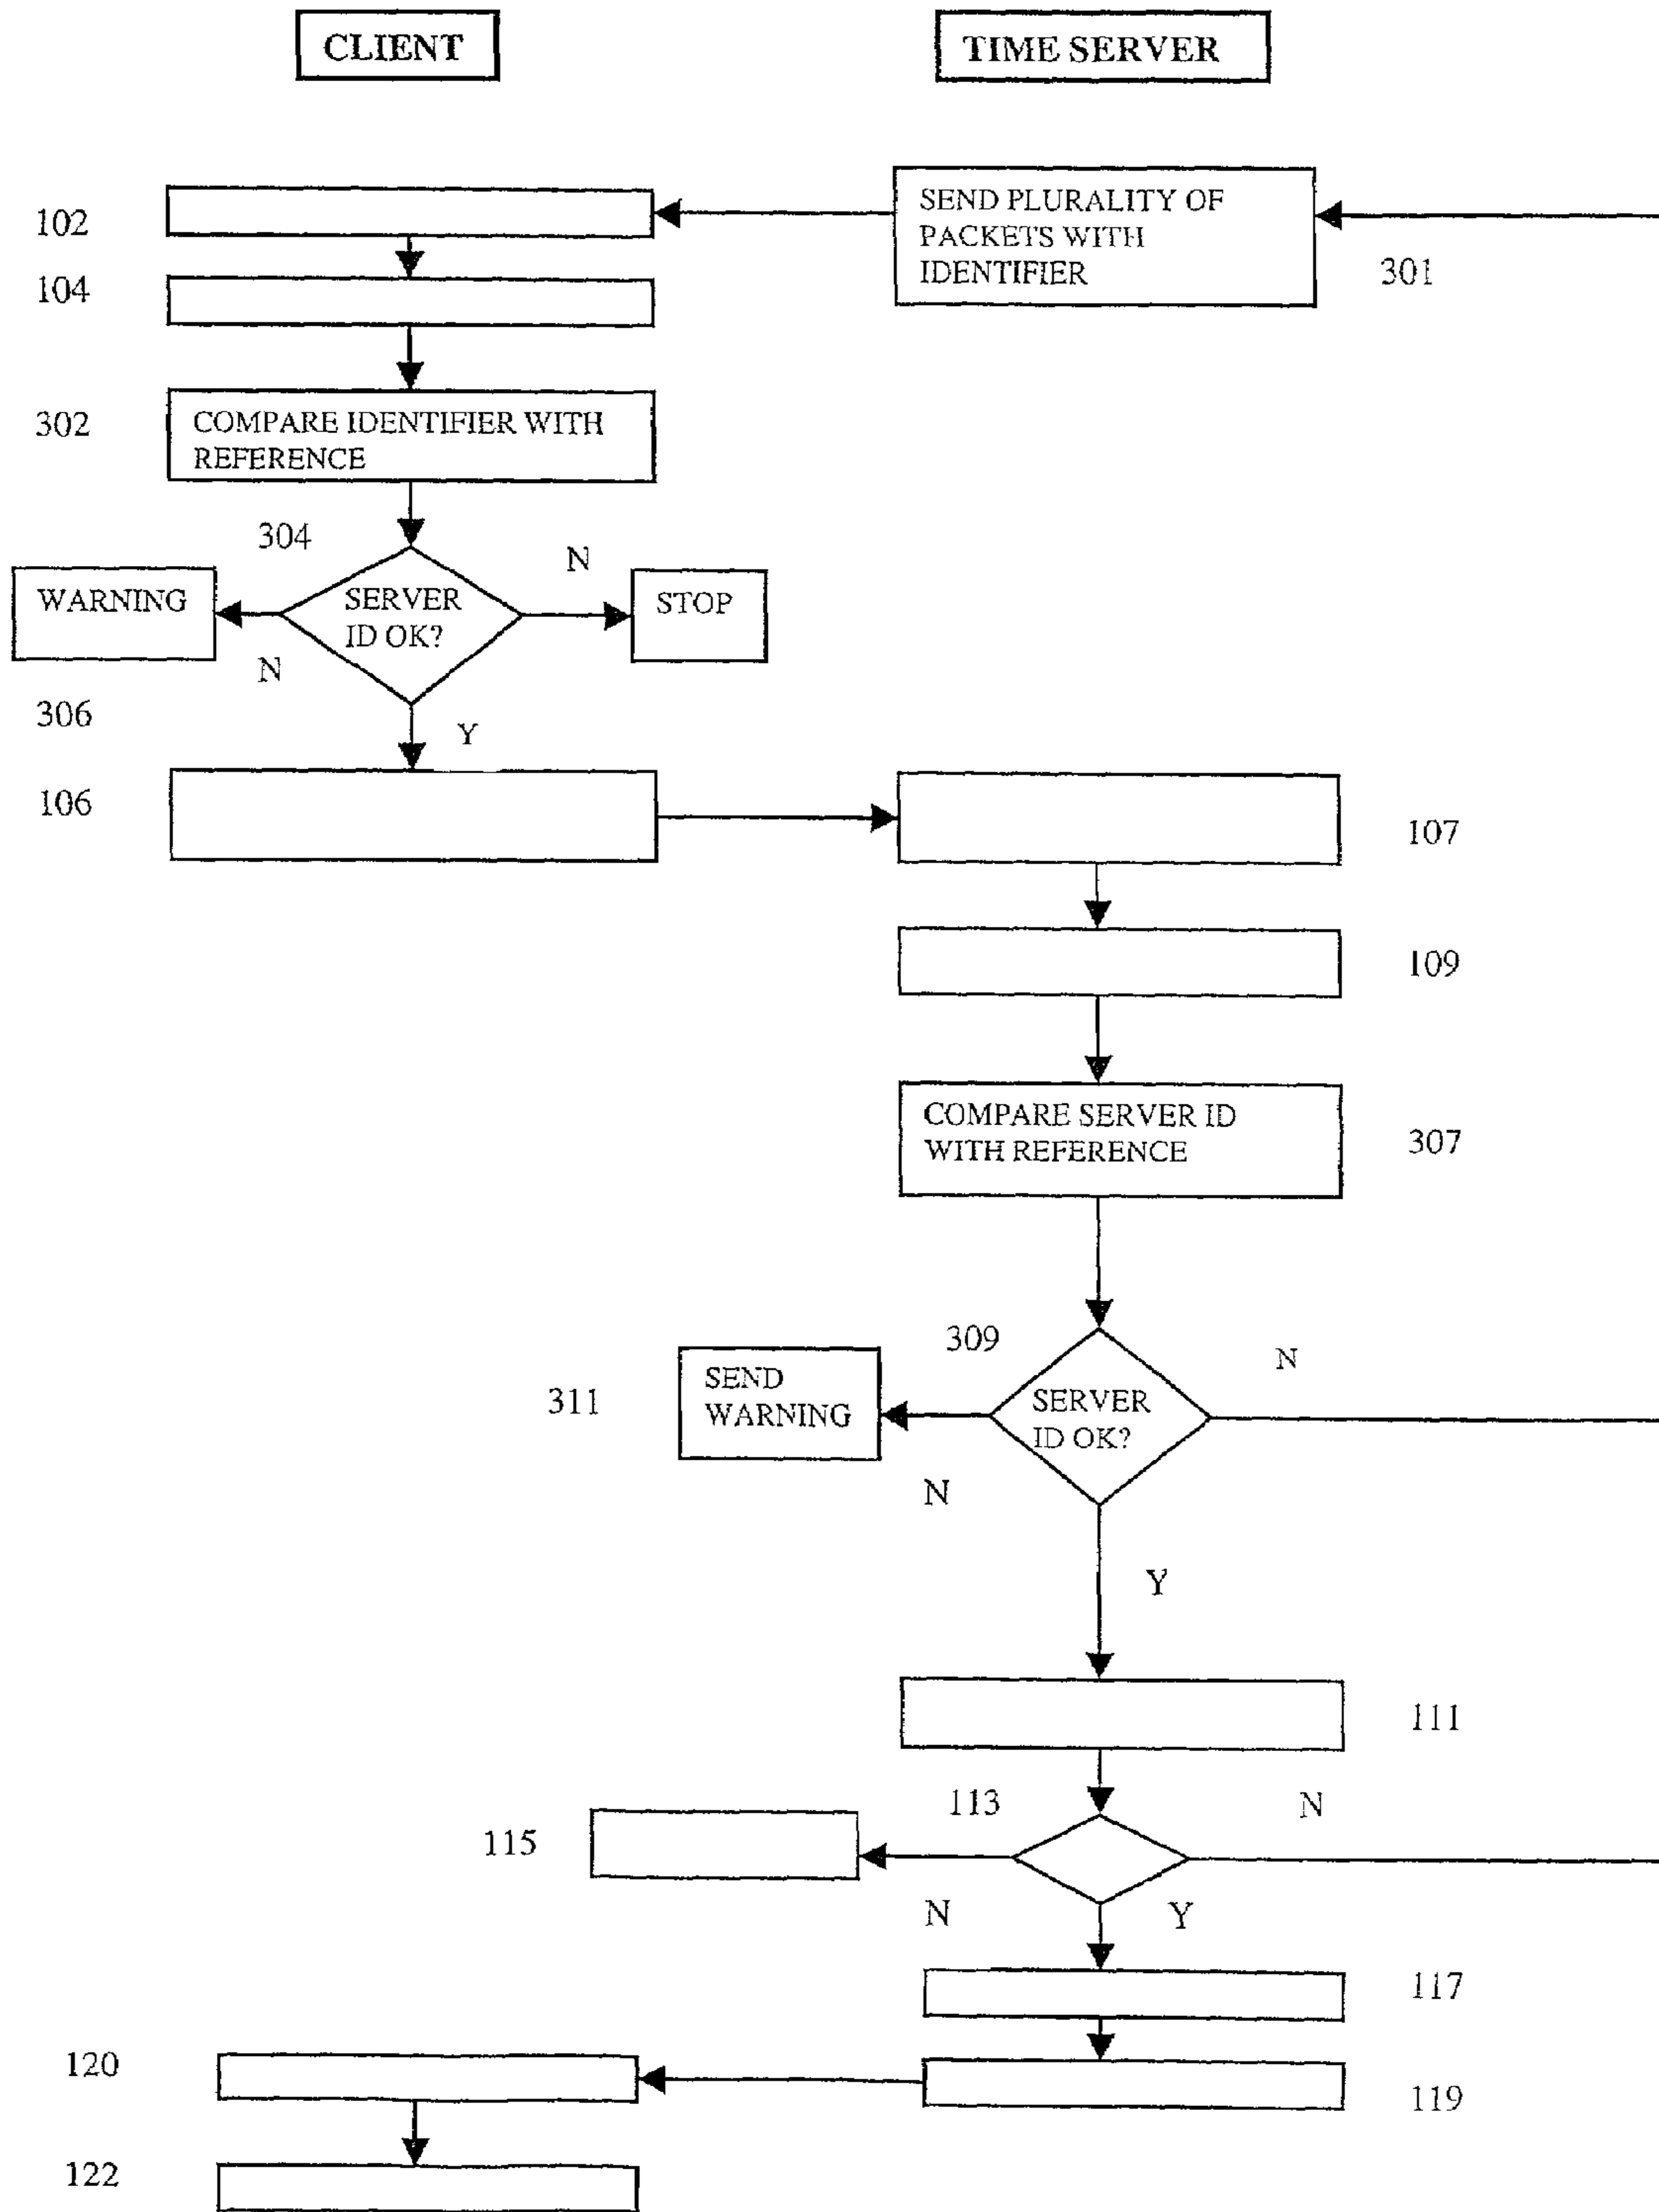 CLIENT
TIME SERVER
102
SEND PLURALITY OF
PACKETS WITH
IDENTIFIER
301
104
302
COMPARE IDENTIFIER WITH
REFERENCE
304
N
WARNING
SERVER
ID OK?
STOP
N
306
Y
106
107
109
COMPARE SERVER ID
WITH REFERENCE
307
309
N
311
SEND
WARNING
SERVER
ID OK?
N
Y
111
113
N
115
N
Y
117
120
119
122